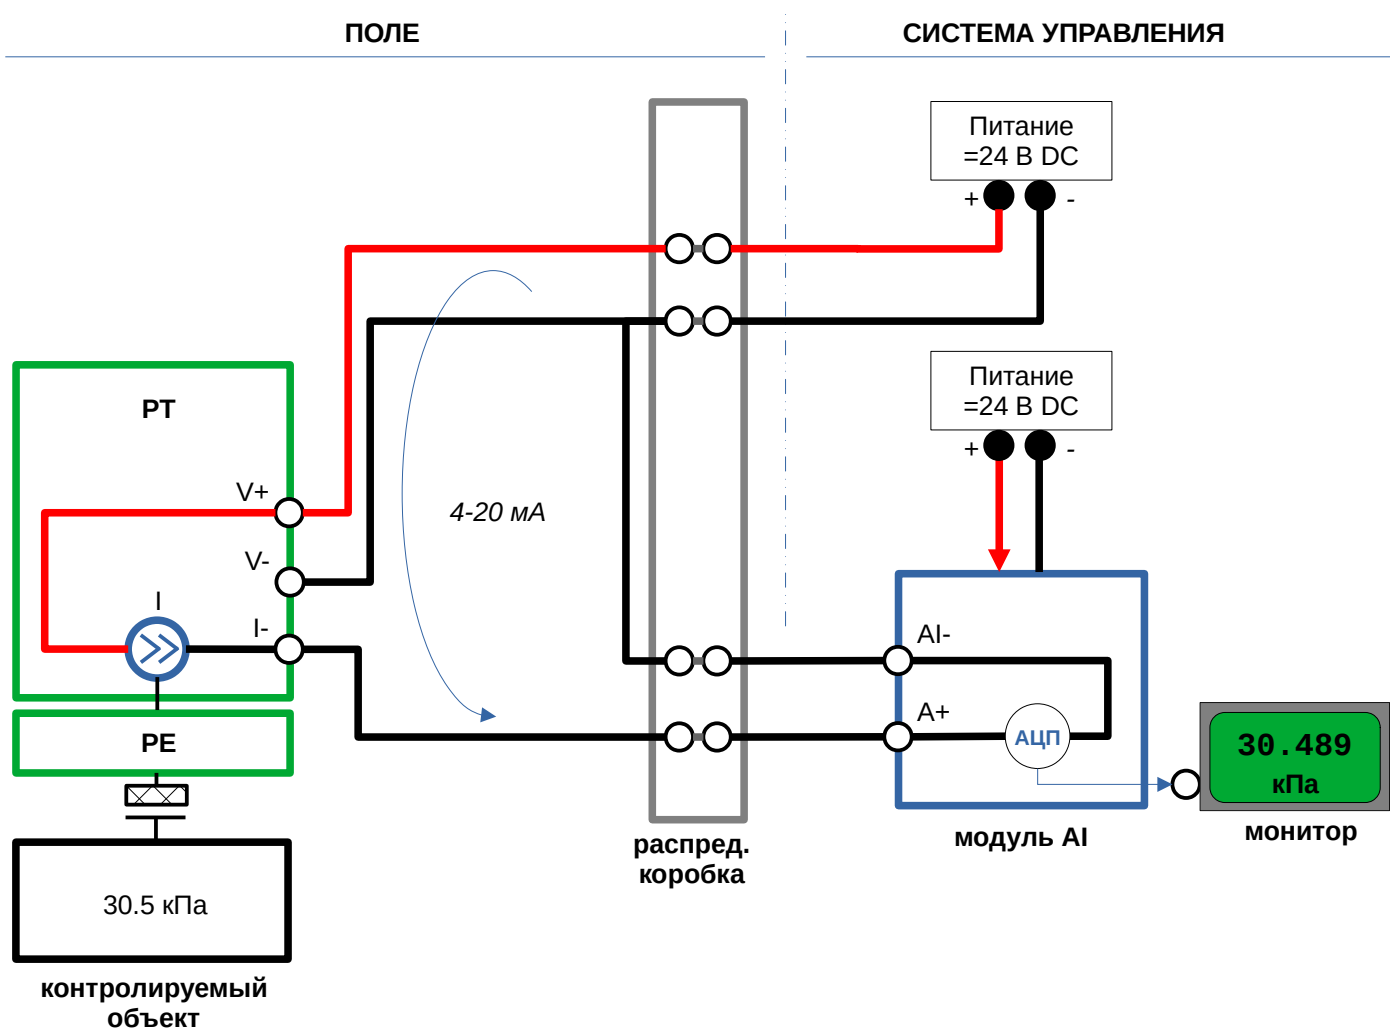 ПОЛЕ
СИСТЕМА УПРАВЛЕНИЯ
Питание
=24 В DC
+
-
Питание
=24 В DC
+
-
PT
V+
V-
I
I-
4-20 мА
AI-
A+
АЦП
30.489
кПа
PE
модуль AI
монитор
распред.
коробка
30.5 кПа
контролируемый
объект